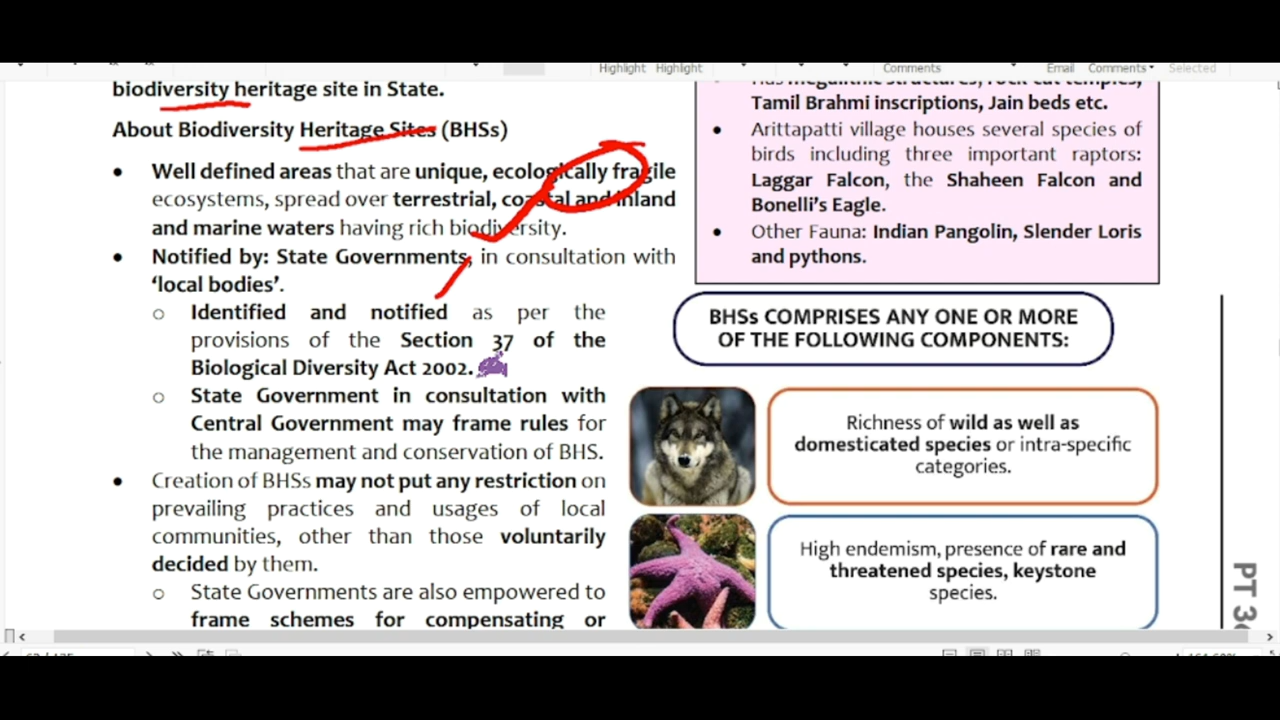 Highlight Highlight
Comments
Email Comments
Selected
biodiversity heritage site in State.
About Biodiversity Heritage Sites (BHSs)
• Well defined areas that are unique, ecologically fragile
ecosystems, spread over terrestrial, coastal and inland
and marine waters having rich biodiversity.
• Notified by: State Governments, in consultation with
‘local bodies’.
○ Identified and notified as per the
provisions of the Section 37 of the
Biological Diversity Act 2002.
○ State Government in consultation with
Central Government may frame rules for
the management and conservation of BHS.
• Creation of BHSs may not put any restriction on
prevailing practices and usages of local
communities, other than those voluntarily
decided by them.
○ State Governments are also empowered to
frame schemes for compensating or
Has megalithic structures, rock-cut temples,
Tamil Brahmi inscriptions, Jain beds etc.
• Arittapatti village houses several species of
birds including three important raptors:
Laggar Falcon, the Shaheen Falcon and
Bonelli’s Eagle.
• Other Fauna: Indian Pangolin, Slender Loris
and pythons.
BHSs COMPRISES ANY ONE OR MORE
OF THE FOLLOWING COMPONENTS:
Richness of wild as well as
domesticated species or intra-specific
categories.
High endemism, presence of rare and
threatened species, keystone
species.
PT